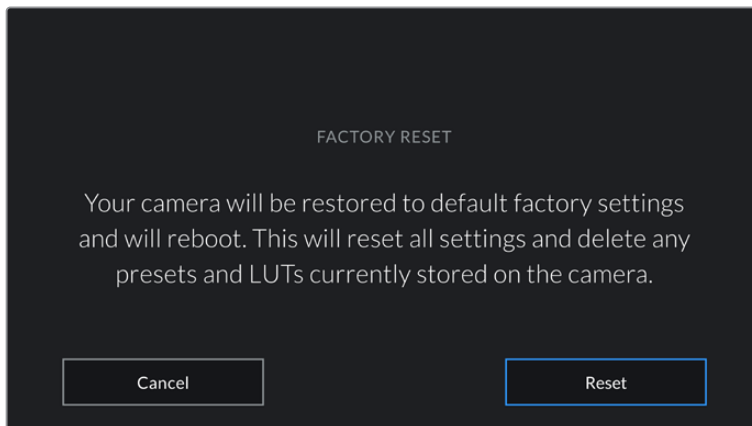 FACTORY RESET
Your camera will be restored to default factory settings
and will reboot. This will reset all settings and delete any
presets and LUTs currently stored on the camera.
Cancel
Reset